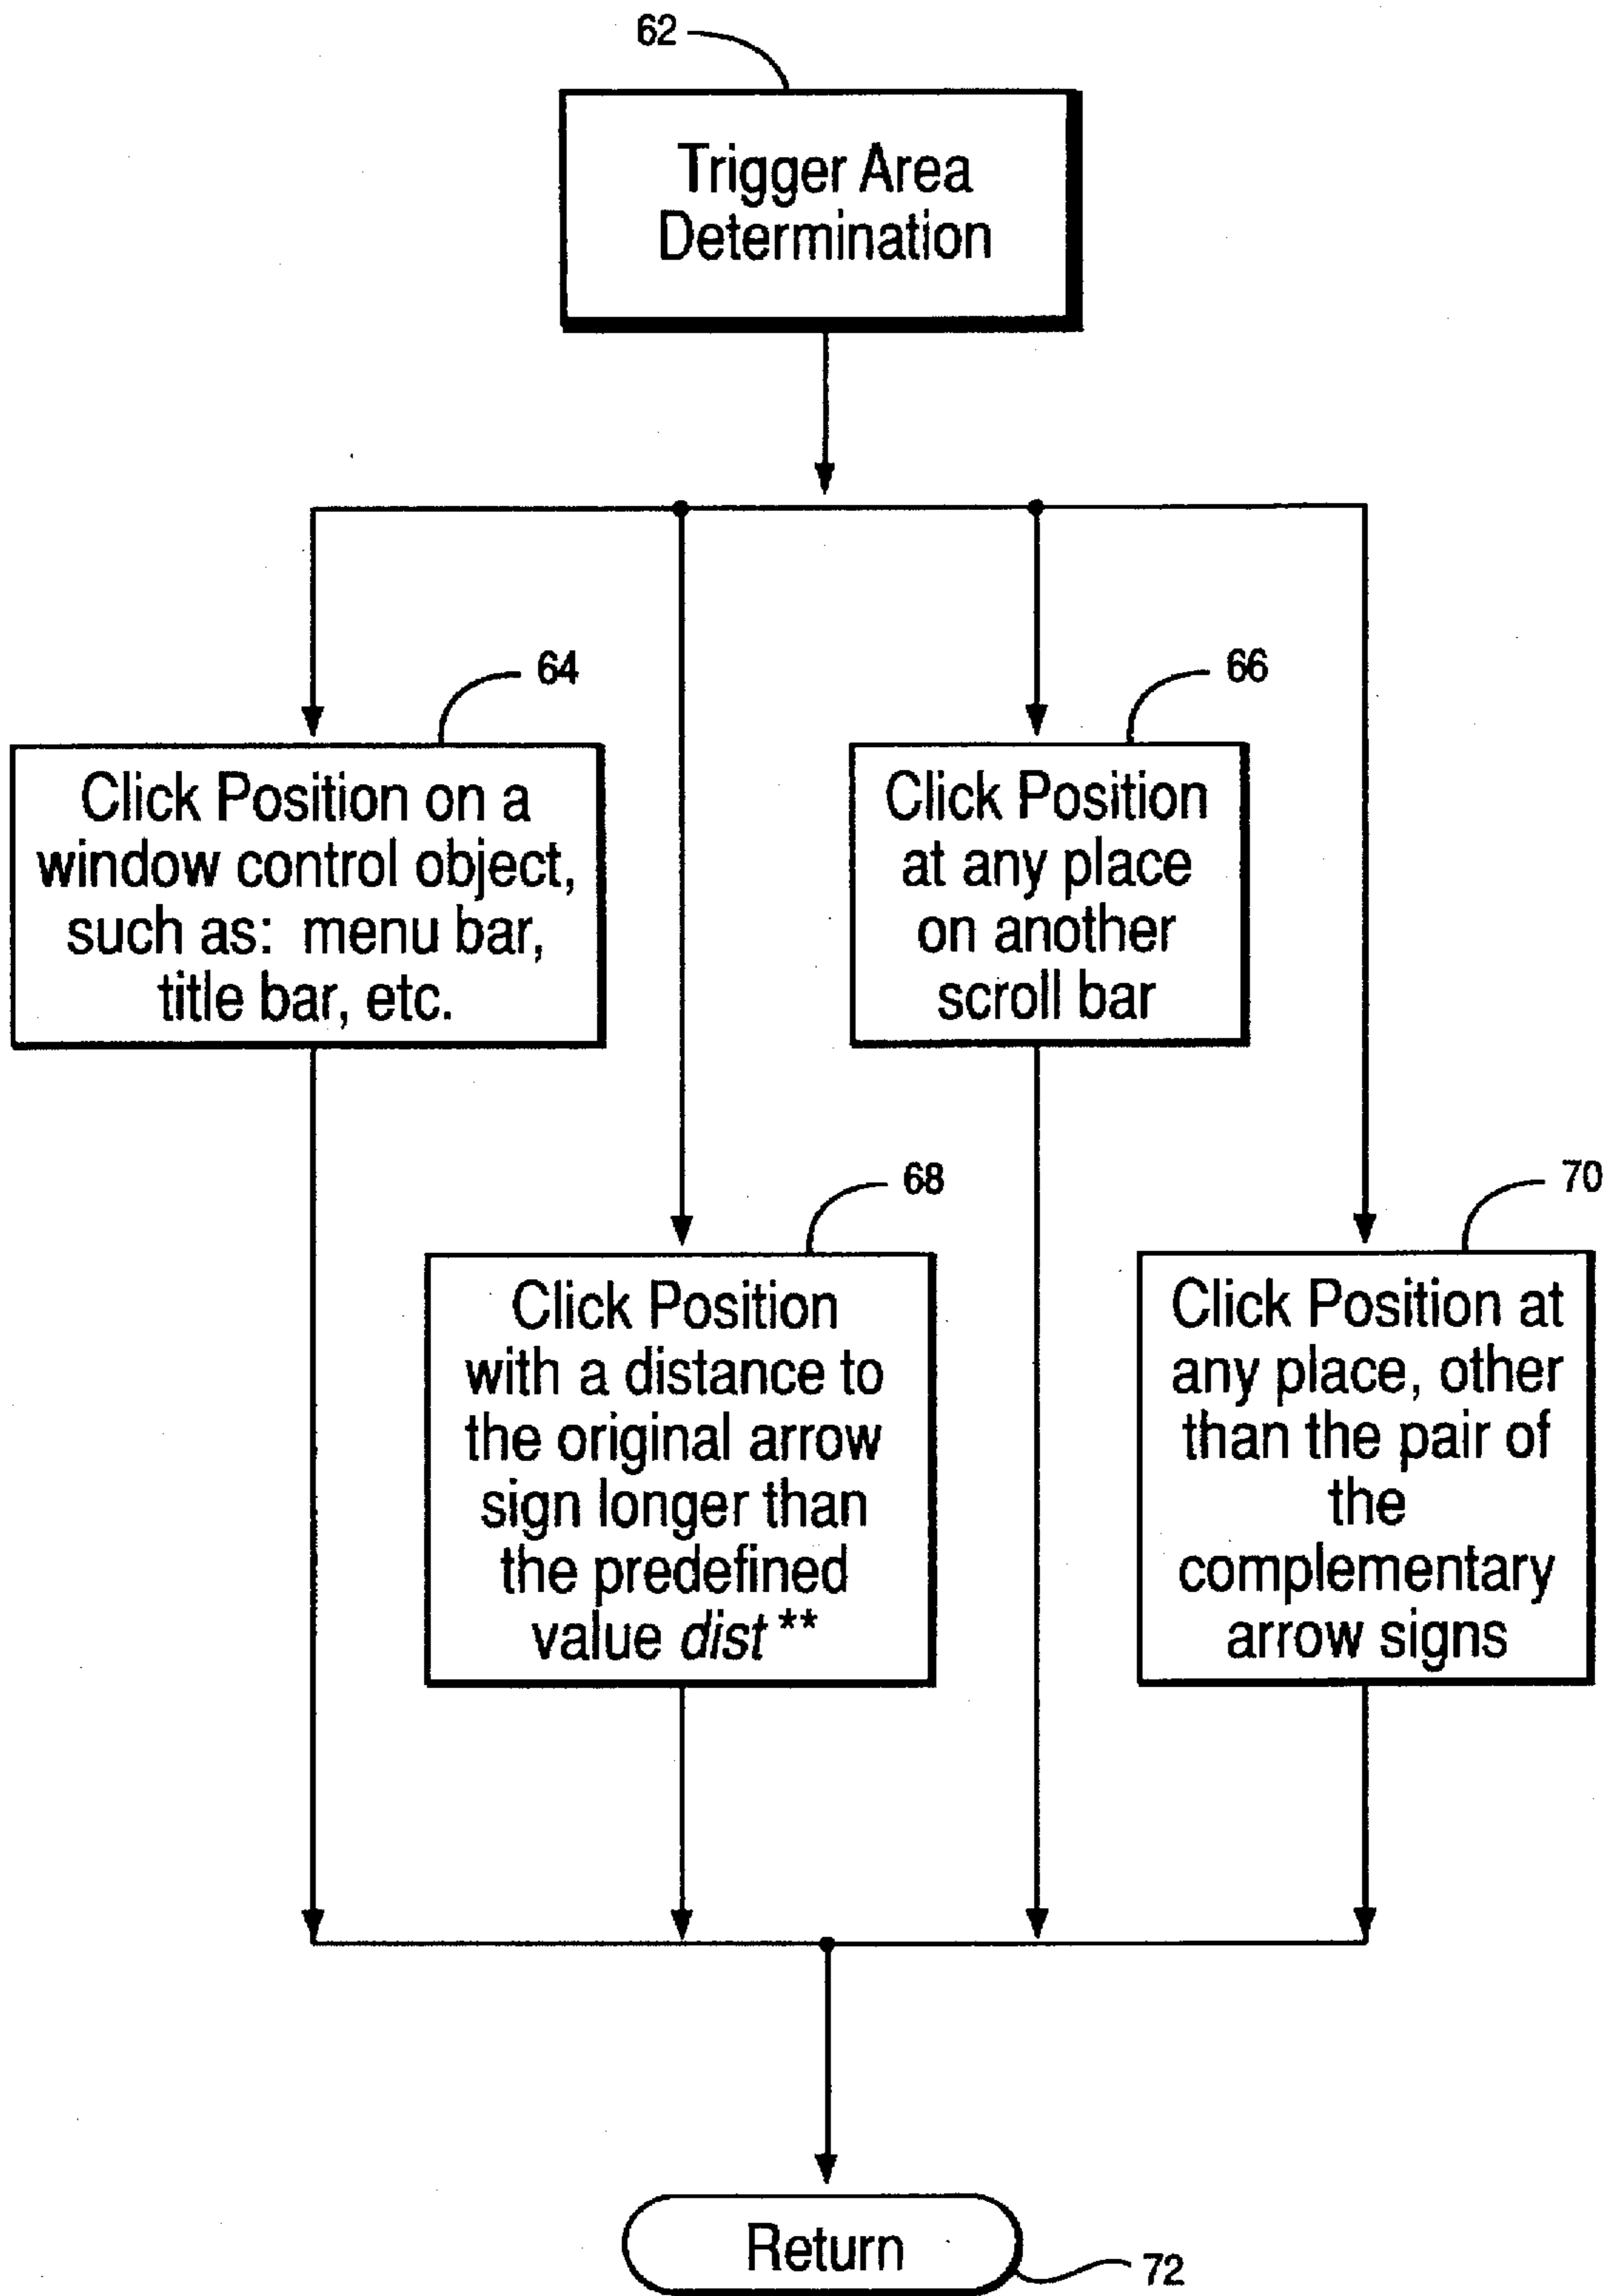 62
Trigger Area
Determination
64
Click Position on a
window control object,
such as: menu bar,
title bar, etc.
66
Click Position
at any place
on another
scroll bar
68
Click Position
with a distance to
the original arrow
sign longer than
the predefined
value dist**
70
Click Position at
any place, other
than the pair of
the
complementary
arrow signs
Return
72